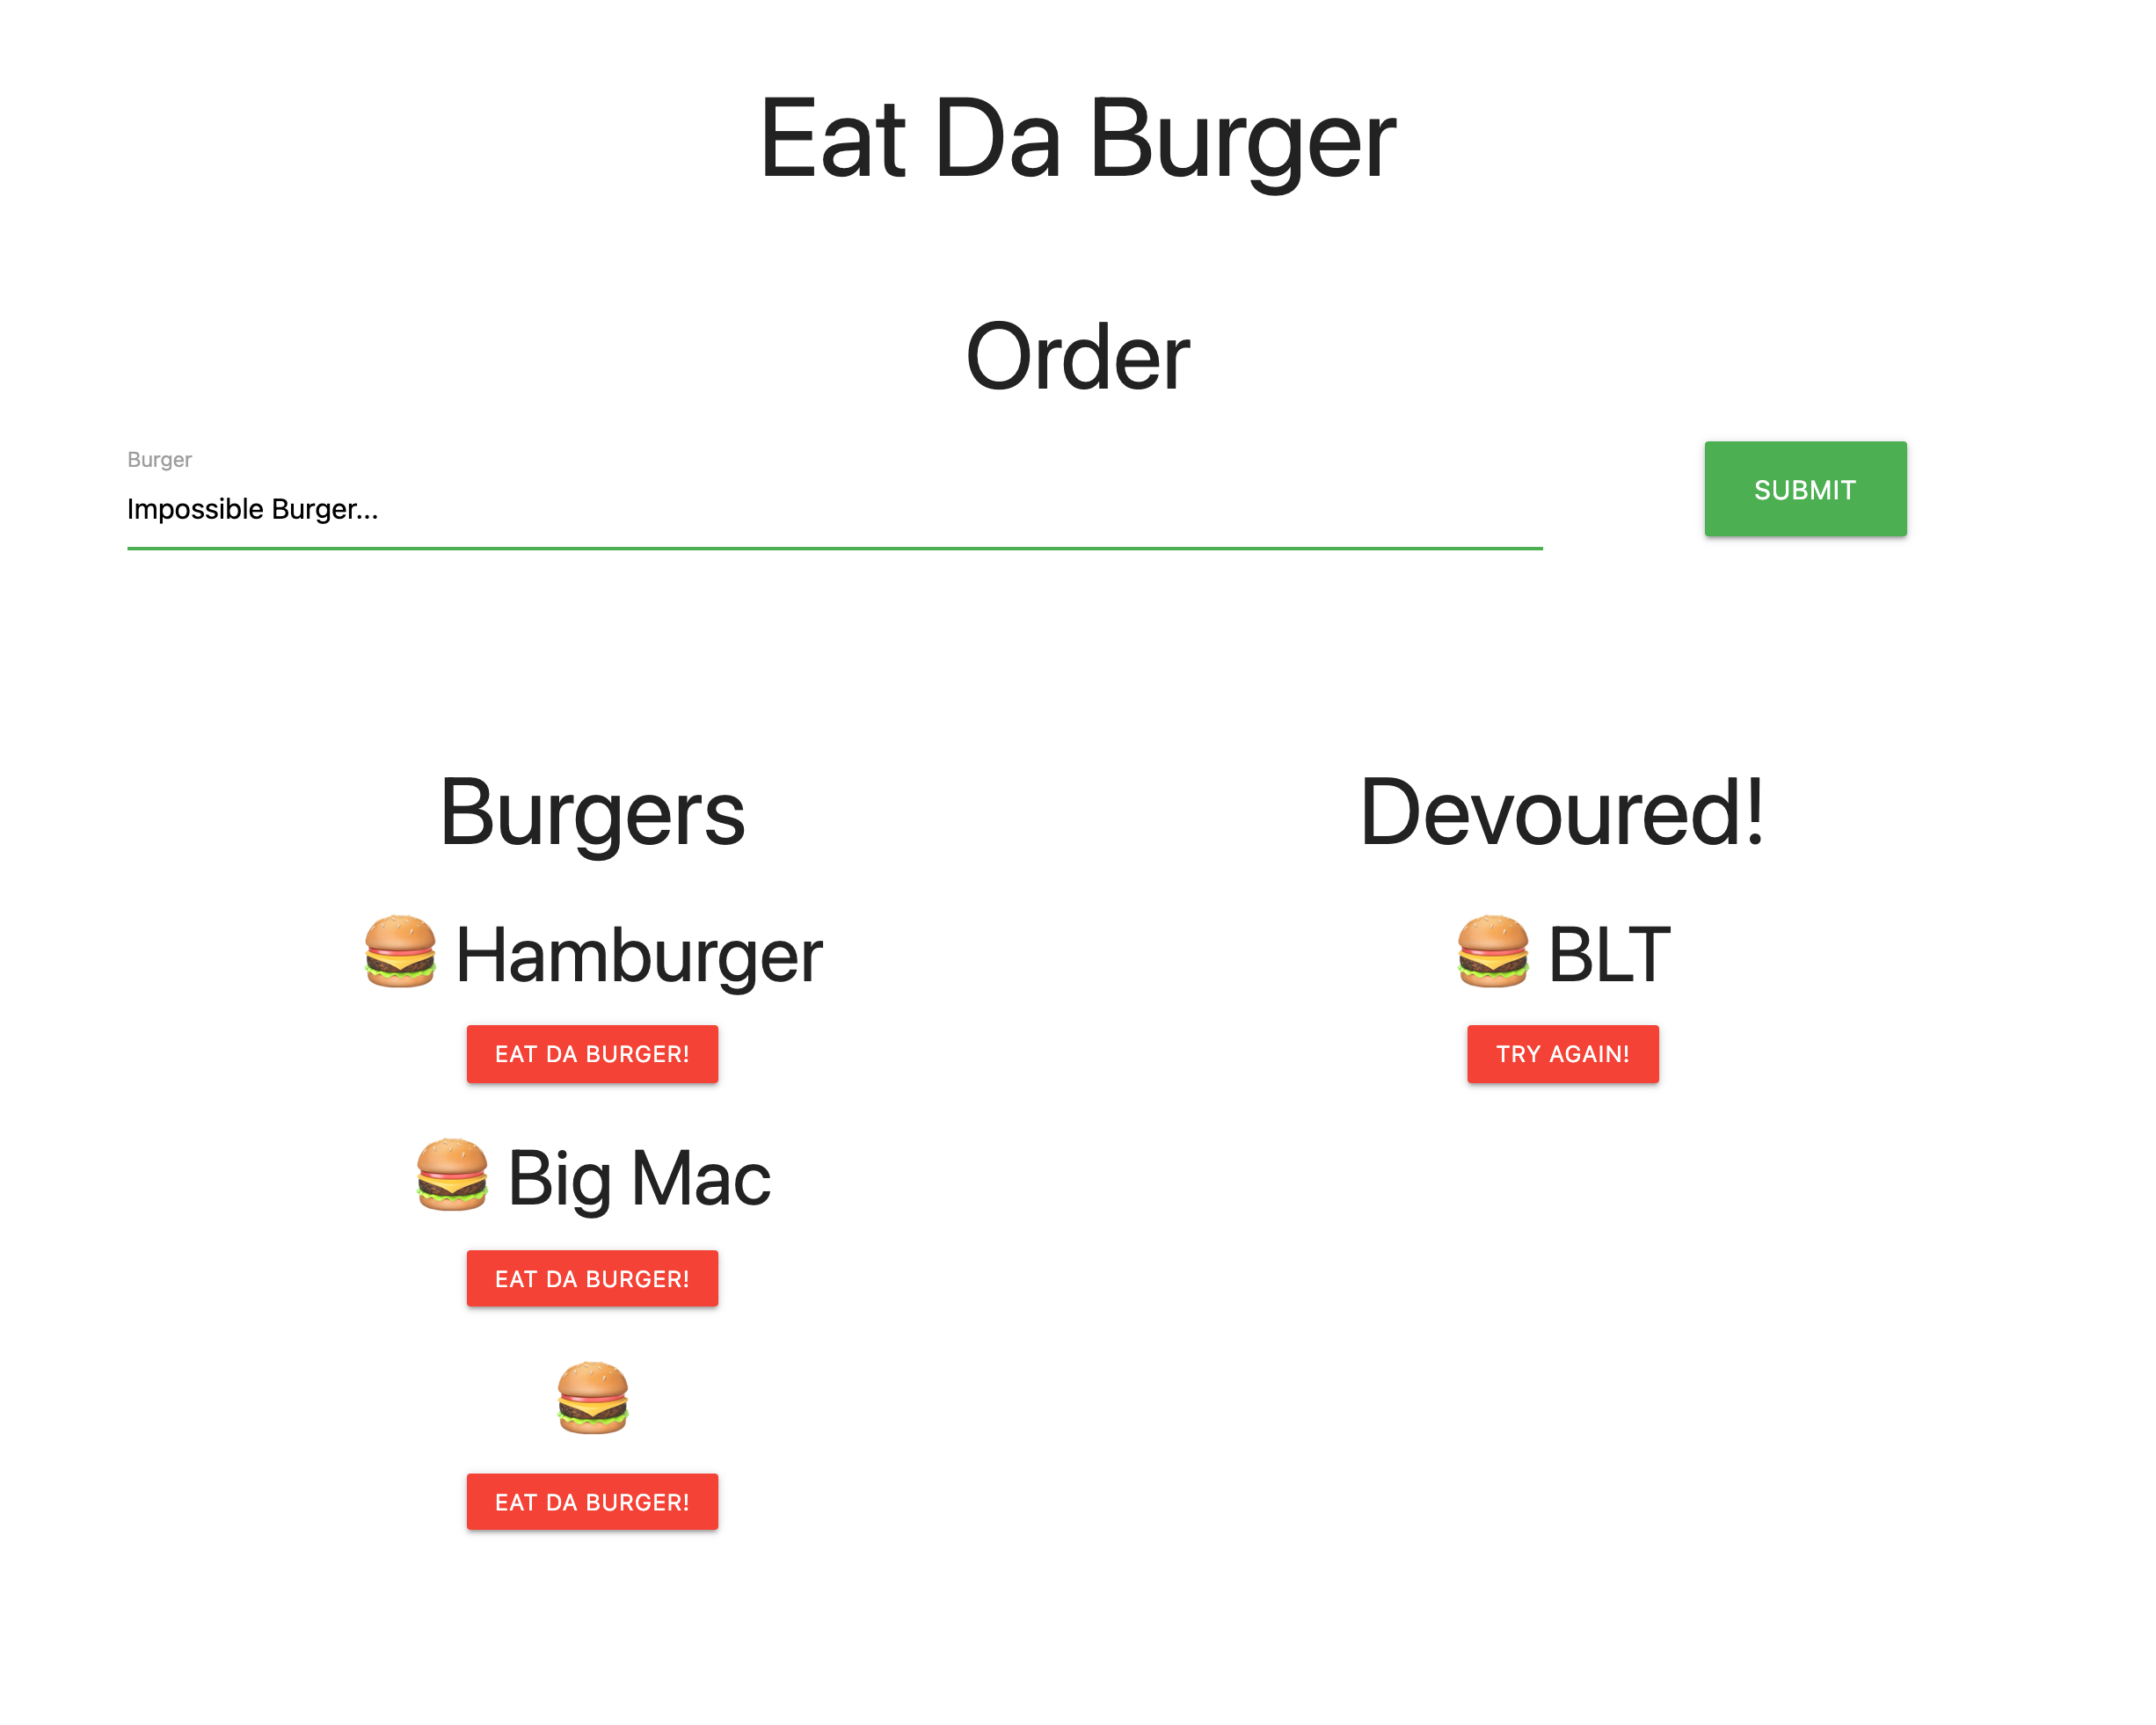 Eat Da Burger
Order
Burger
Impossible Burger...
SUBMIT
Burgers
🍔 Hamburger
EAT DA BURGER!
🍔 Big Mac
EAT DA BURGER!
🍔
EAT DA BURGER!
Devoured!
🍔 BLT
TRY AGAIN!